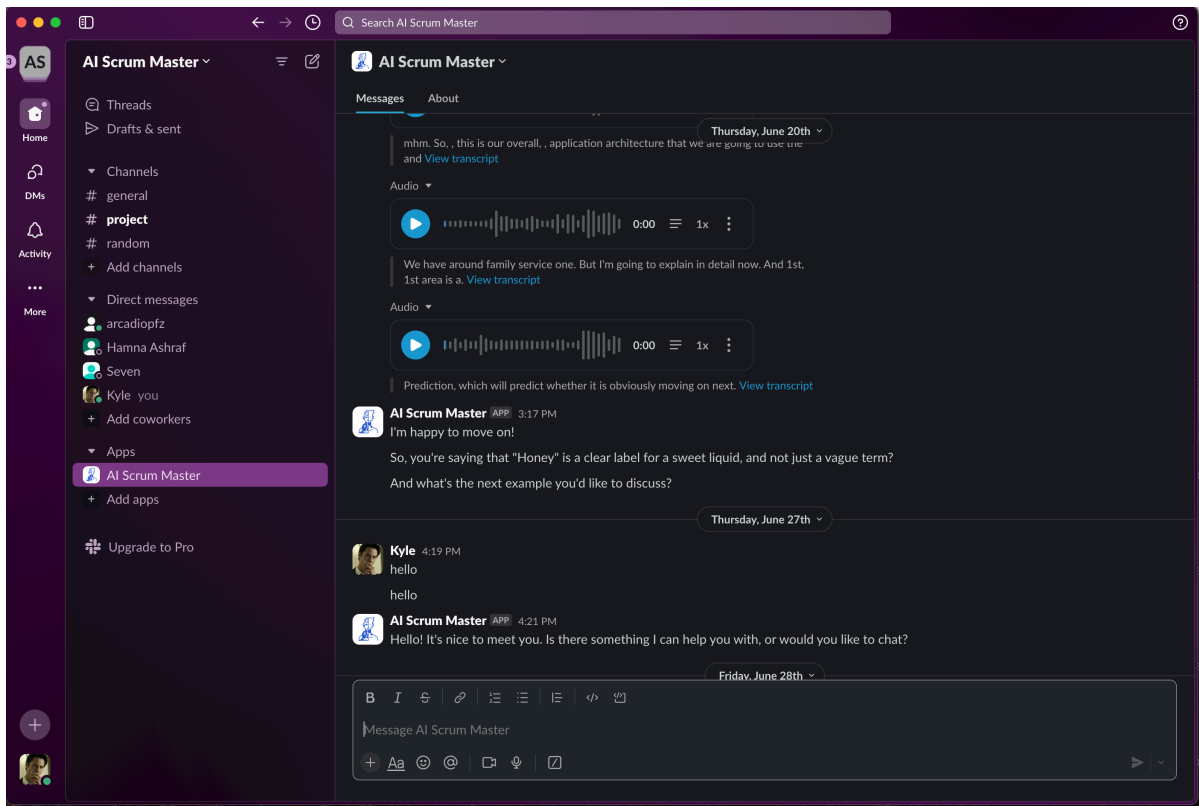 Search AI Scrum Master
3
AS
Home
DMs
Activity
More
AI Scrum Master
Threads
Drafts & sent
Channels
# general
# project
# random
+ Add channels
Direct messages
arcadiopfz
Hamna Ashraf
Seven
Kyle you
+ Add coworkers
Apps
AI Scrum Master
+ Add apps
Upgrade to Pro
AI Scrum Master
Messages About
Thursday, June 20th
mhm. So, , this is our overall, , application architecture that we are going to use the
and View transcript
Audio
0:00 1x
We have around family service one. But I'm going to explain in detail now. And 1st,
1st area is a. View transcript
Audio
0:00 1x
Prediction, which will predict whether it is obviously moving on next. View transcript
AI Scrum Master APP 3:17 PM
I'm happy to move on!
So, you're saying that "Honey" is a clear label for a sweet liquid, and not just a vague term?
And what's the next example you'd like to discuss?
Thursday, June 27th
Kyle 4:19 PM
hello
hello
AI Scrum Master APP 4:21 PM
Hello! It's nice to meet you. Is there something I can help you with, or would you like to chat?
Friday, June 28th
B I S
Message AI Scrum Master
+ Aa @